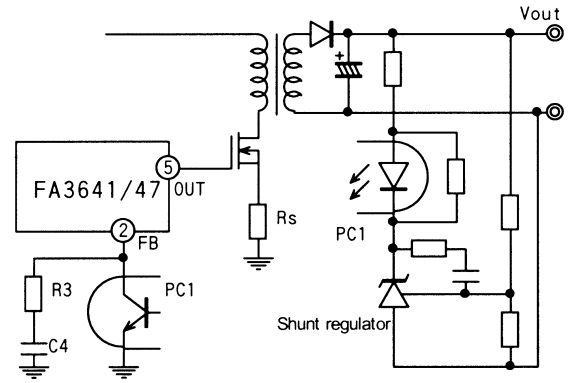 Vout
+
5
FA3641/47 OUT
Rs
2
FB
PC1
R3
PC1
C4
Shunt regulator